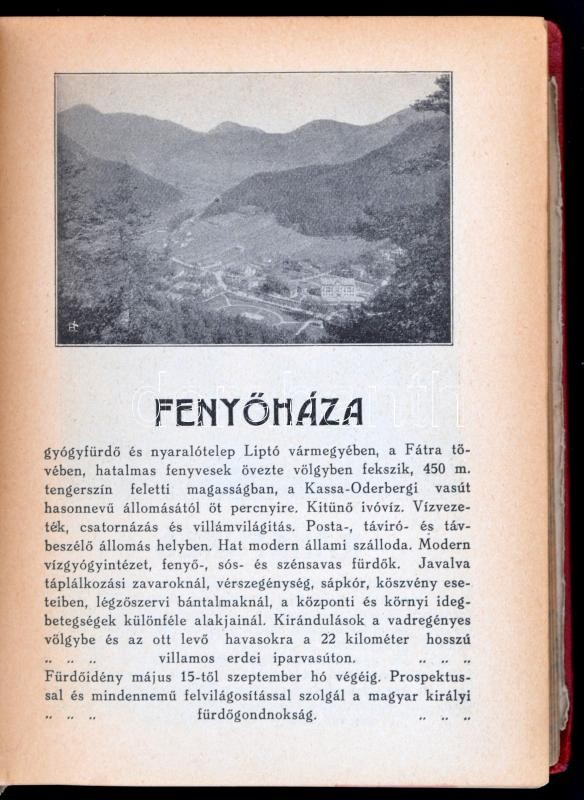 FENYŐHÁZA
gyógyfürdő és nyaralótelep Liptó vármegyében, a Fátra tö-
vében, hatalmas fenyvesek övezte völgyben fekszik, 450 m.
tengerszín feletti magasságban, a Kassa-Oderbergi vasút
hasonnevű állomásától öt percnyire. Kitünő ivóvíz. Vízveze-
ték, csatornázás és villámvilágitás. Posta-, táviró- és táv-
beszélő állomás helyben. Hat modern állami szálloda. Modern
vízgyógyintézet, fenyő-, sós- és szénsavas fürdők. Javalva
táplálkozási zavaroknál, vérszegénység, sápkór, köszvény ese-
teiben, légzőszervi bántalmaknál, a központi és környi ideg-
betegségek különféle alakjainál. Kirándulások a vadregényes
völgybe és az ott levő havasokra a 22 kilométer hosszú
„ „ „ villamos erdei iparvasúton. „ „ „
Fürdőidény május 15-től szeptember hó végéig. Prospektus-
sal és mindennemű felvilágosítással szolgál a magyar királyi
„ „ „ fürdőgondnokság. „ „ „